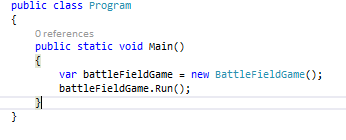 public class Program
{
    0 references
    public static void Main()
    {
        var battleFieldGame = new BattleFieldGame();
        battleFieldGame.Run();
    }
}